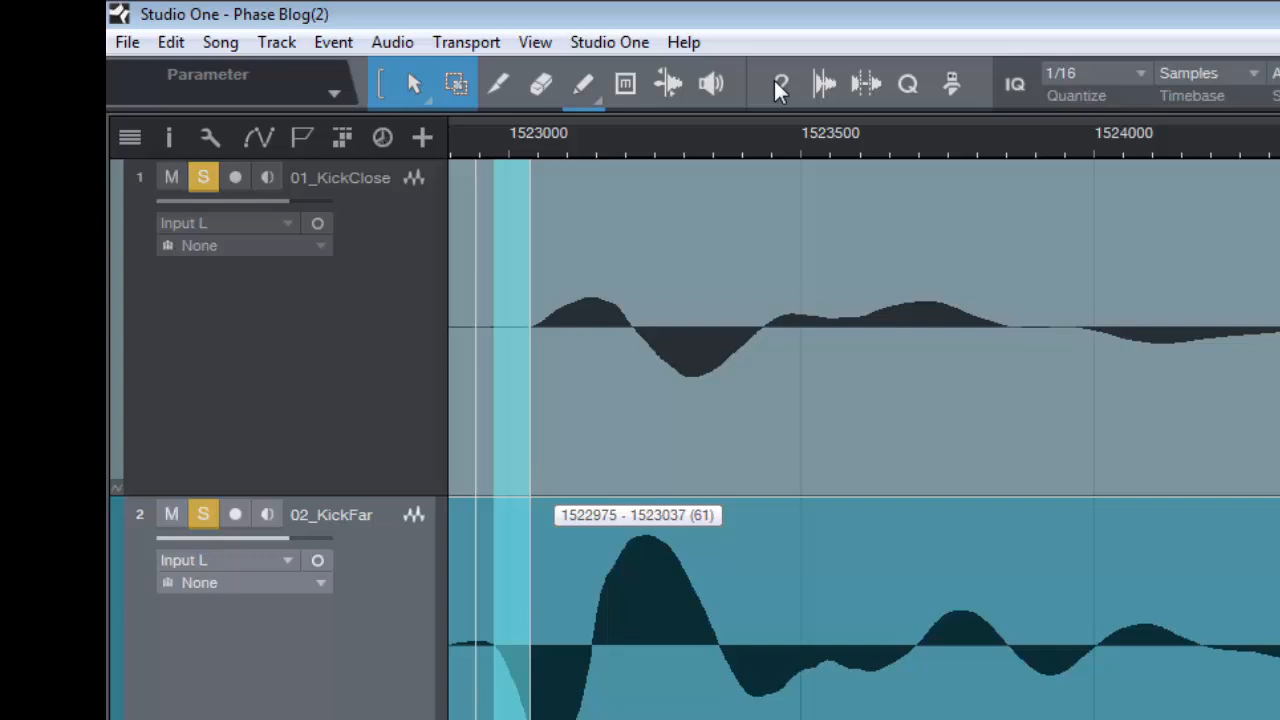 Studio One - Phase Blog(2)
File Edit Song Track Event Audio Transport View Studio One Help
Parameter
IQ 1/16 Samples
Quantize Timebase
1523000 1523500 1524000
1 M S 01_KickClose
Input L
None
2 M S 02_KickFar
1522975 - 1523037 (61)
Input L
None